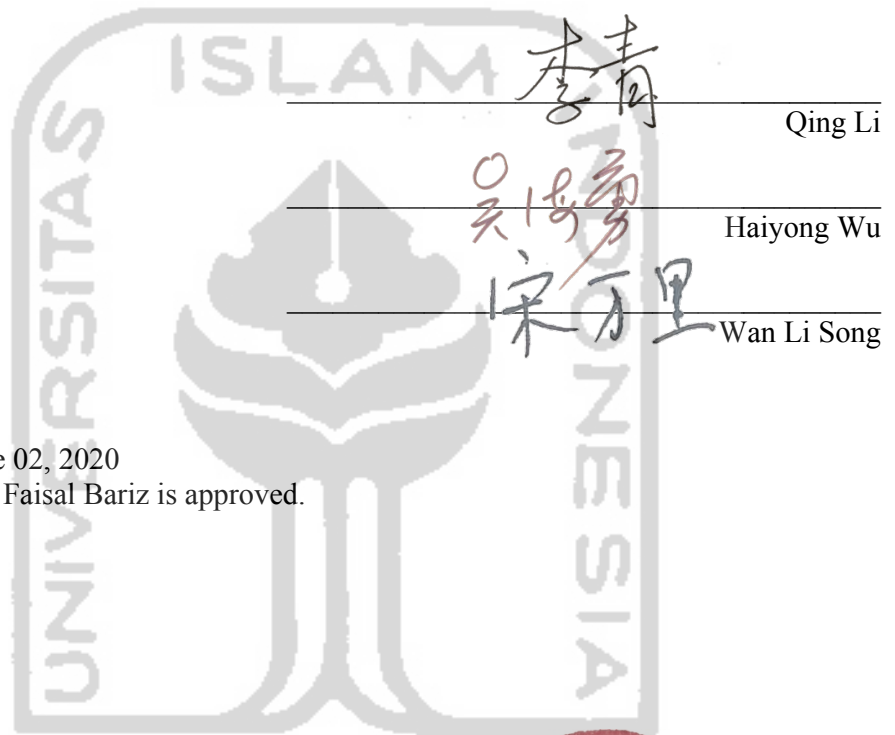 ISLAM
UNIVERSITAS
INDONESIA
李青
Qing Li
吴海勇
Haiyong Wu
宋万里
Wan Li Song
02, 2020
Faisal Bariz is approved.